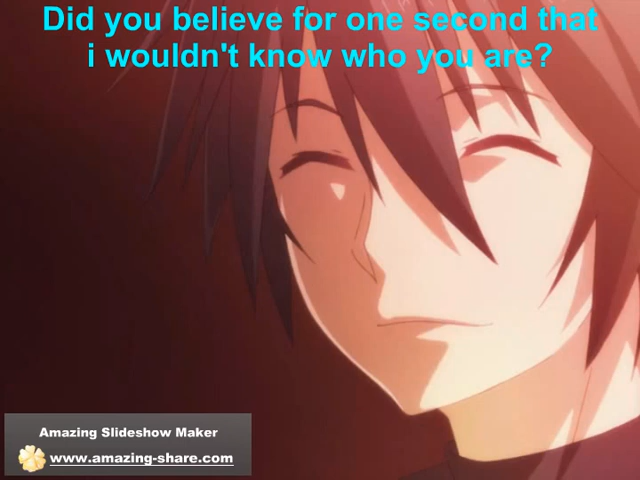 Did you believe for one second that
i wouldn't know who you are?
Amazing Slideshow Maker
www.amazing-share.com